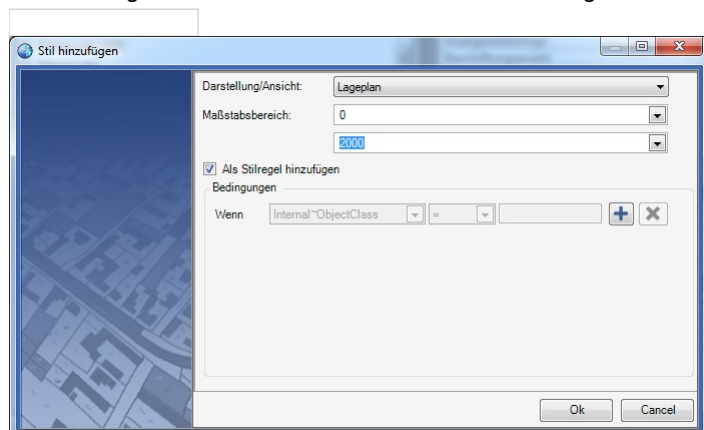 Stil hinzufügen
Darstellung/Ansicht: Lageplan
Maßstabsbereich: 0
2000
Als Stilregel hinzufügen
Bedingungen
Wenn Internal~ObjectClass =
Ok Cancel